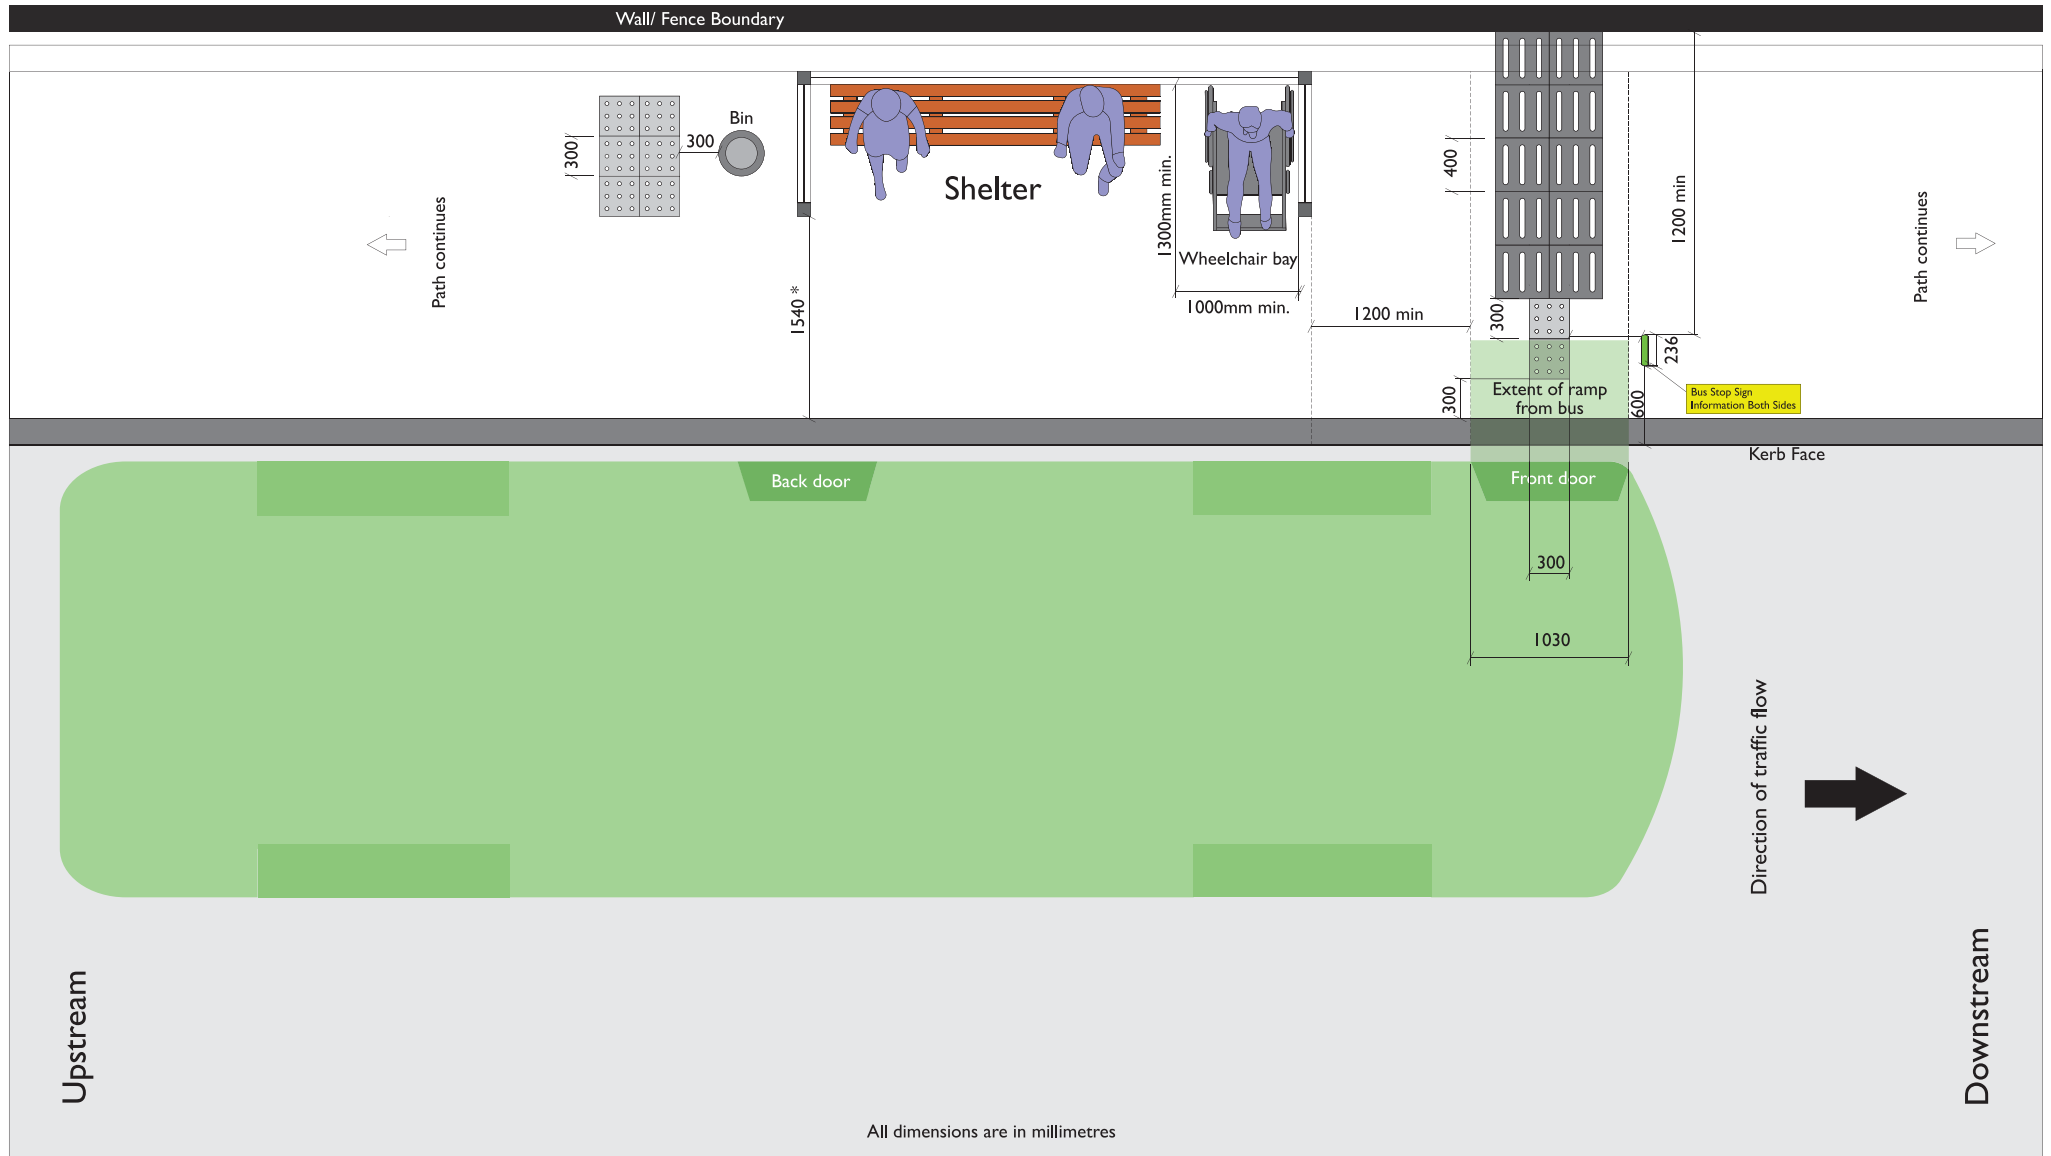 Wall/ Fence Boundary
Bin
300
300
Shelter
Path continues
1540 *
1300mm min.
Wheelchair bay
1000mm min.
1200 min
400
300
300
1200 min
236
600
Path continues
Extent of ramp
from bus
Bus Stop Sign
Information Both Sides
Kerb Face
Back door
Front door
300
1030
Direction of traffic flow
Upstream
Downstream
All dimensions are in millimetres